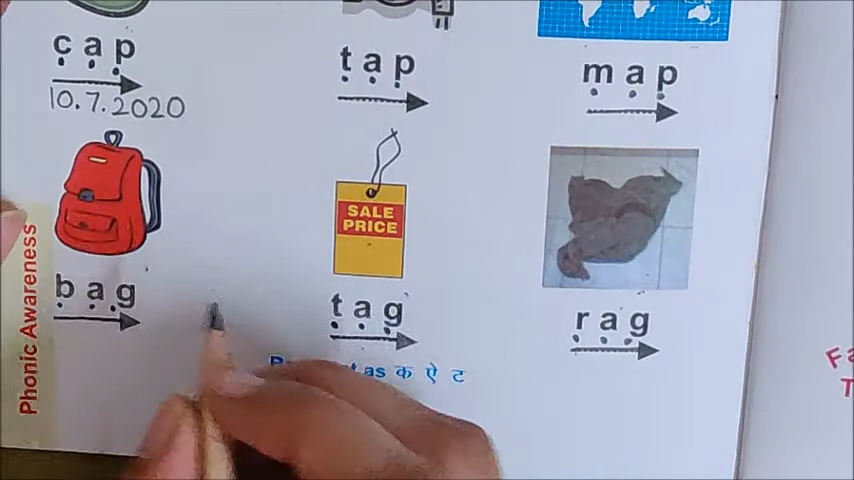 cap
tap
map
10.7.2020
SALE
PRICE
bag
tag
rag
as क ऐ ट
Phonic Awareness